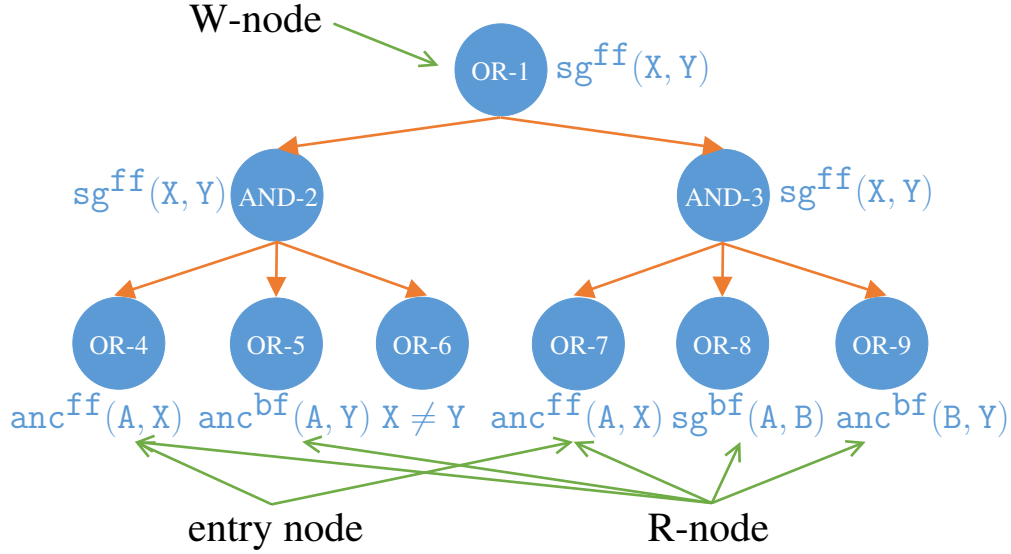 W-node
OR-1 sg^ff(X, Y)
sg^ff(X, Y) AND-2 AND-3 sg^ff(X, Y)
OR-4 OR-5 OR-6 OR-7 OR-8 OR-9
anc^ff(A, X) anc^bf(A, Y) X ≠ Y anc^ff(A, X) sg^bf(A, B) anc^bf(B, Y)
entry node R-node